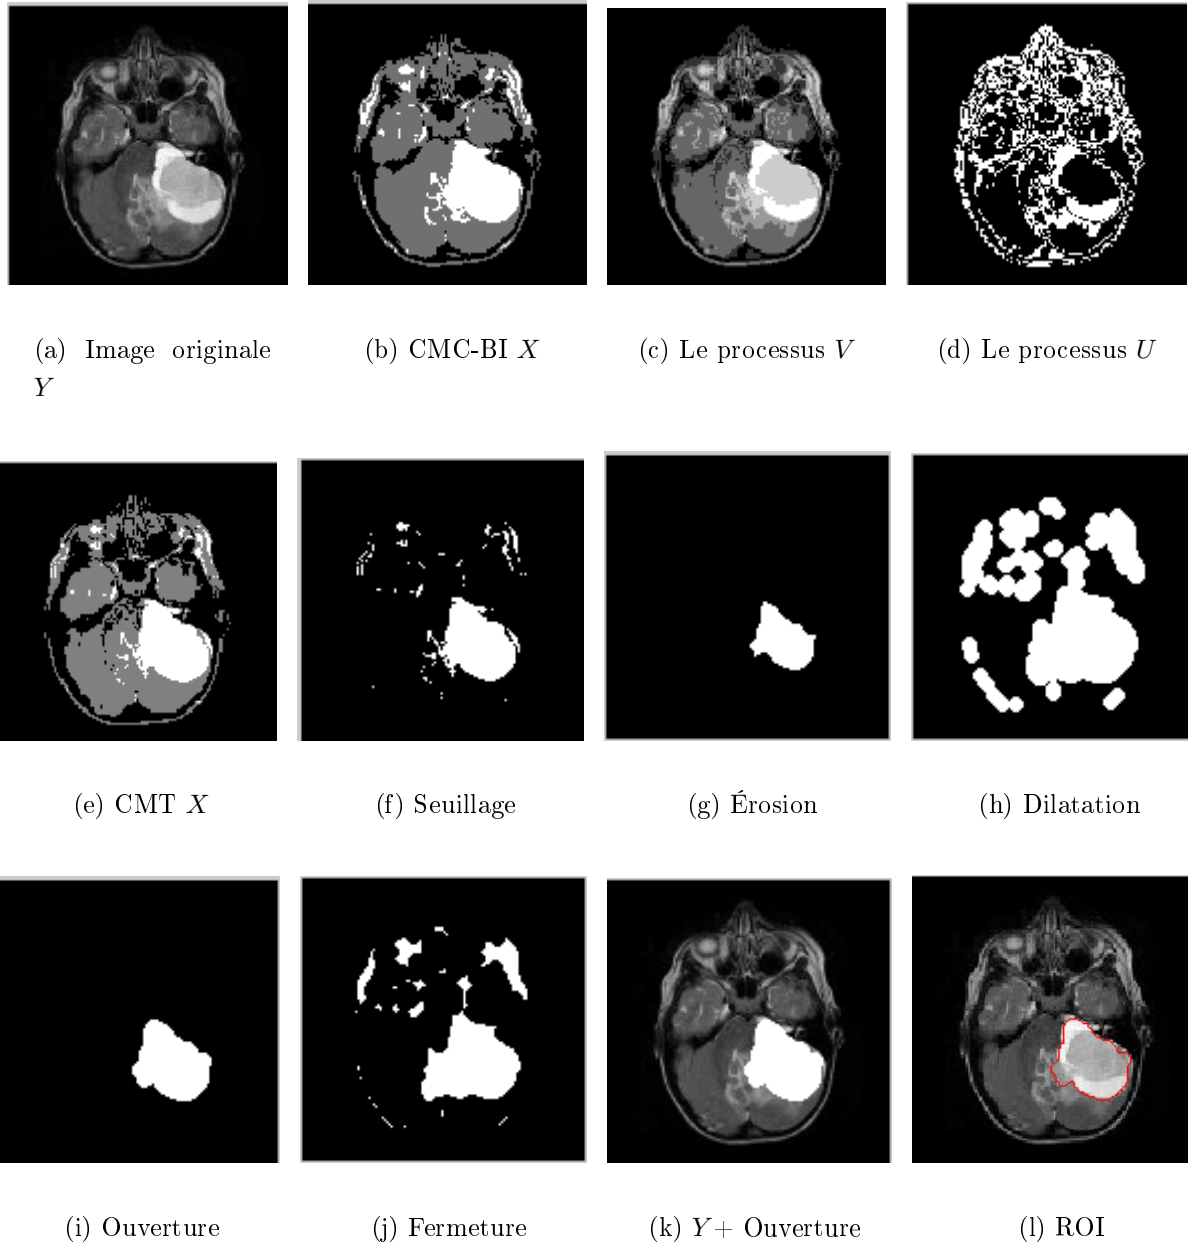 (a) Image originale
Y
(b) CMC-BI X
(c) Le processus V
(d) Le processus U
(e) CMT X
(f) Seuillage
(g) Érosion
(h) Dilatation
(i) Ouverture
(j) Fermeture
(k) Y + Ouverture
(l) ROI